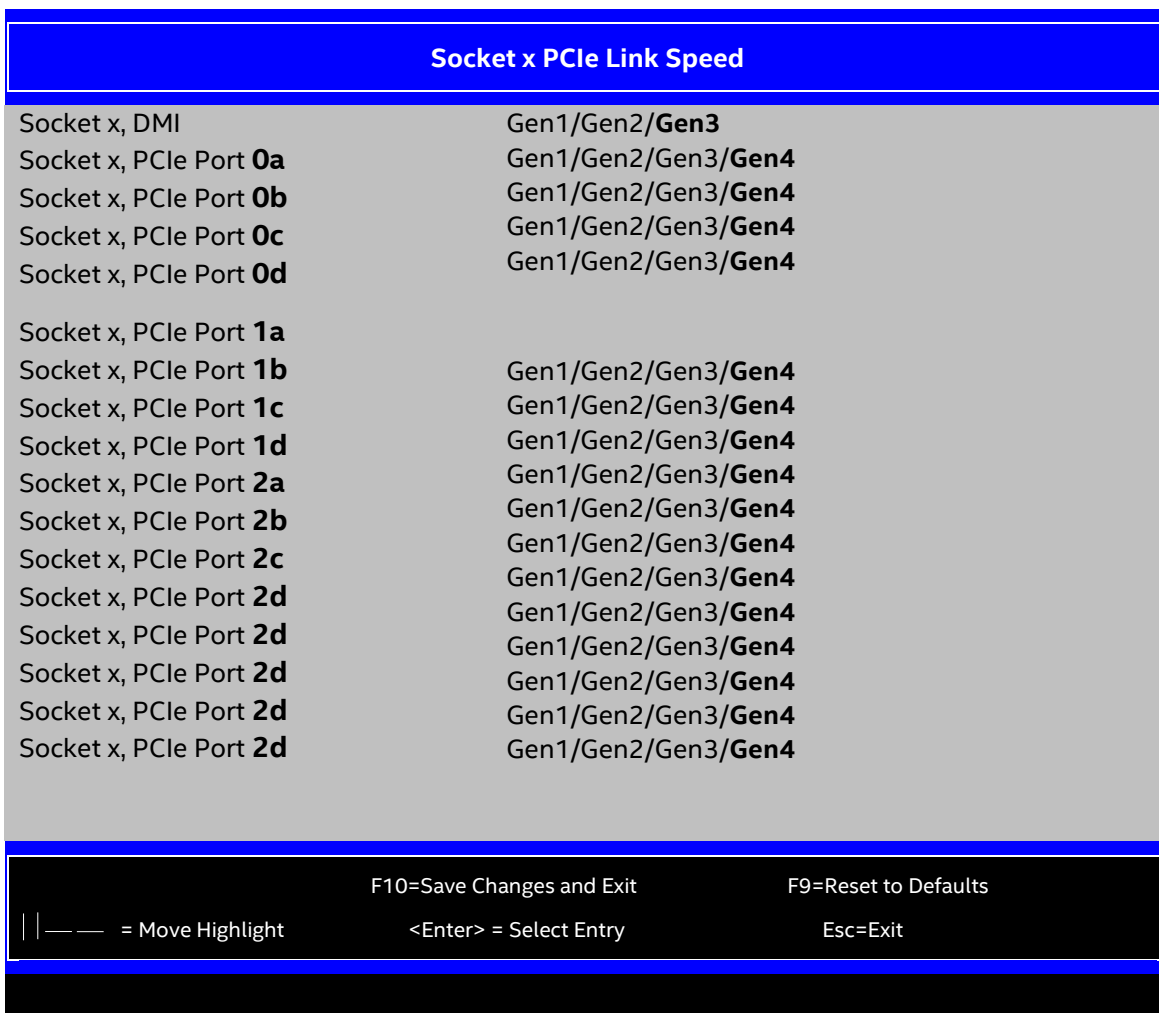 Socket x PCIe Link Speed
Socket x, DMI Gen1/Gen2/Gen3
Socket x, PCIe Port 0a Gen1/Gen2/Gen3/Gen4
Socket x, PCIe Port 0b Gen1/Gen2/Gen3/Gen4
Socket x, PCIe Port 0c Gen1/Gen2/Gen3/Gen4
Socket x, PCIe Port 0d Gen1/Gen2/Gen3/Gen4
Socket x, PCIe Port 1a
Socket x, PCIe Port 1b Gen1/Gen2/Gen3/Gen4
Socket x, PCIe Port 1c Gen1/Gen2/Gen3/Gen4
Socket x, PCIe Port 1d Gen1/Gen2/Gen3/Gen4
Socket x, PCIe Port 2a Gen1/Gen2/Gen3/Gen4
Socket x, PCIe Port 2b Gen1/Gen2/Gen3/Gen4
Socket x, PCIe Port 2c Gen1/Gen2/Gen3/Gen4
Socket x, PCIe Port 2d Gen1/Gen2/Gen3/Gen4
Socket x, PCIe Port 2d Gen1/Gen2/Gen3/Gen4
Socket x, PCIe Port 2d Gen1/Gen2/Gen3/Gen4
Socket x, PCIe Port 2d Gen1/Gen2/Gen3/Gen4
Socket x, PCIe Port 2d Gen1/Gen2/Gen3/Gen4
Gen1/Gen2/Gen3/Gen4
F10=Save Changes and Exit F9=Reset to Defaults
= Move Highlight <Enter> = Select Entry Esc=Exit